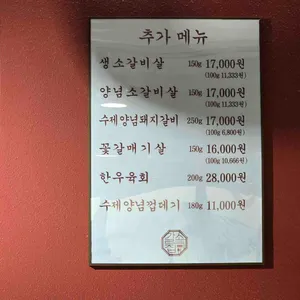 추가 메뉴
생소갈비살 150g 17,000원
(100g 11,333원)
양념소갈비살 150g 17,000원
(100g 11,333원)
수제양념돼지갈비 250g 17,000원
(100g 6,800원)
꽃갈매기살 150g 16,000원
(100g 10,666원)
한우육회 200g 28,000원
수제양념껍데기 180g 11,000원